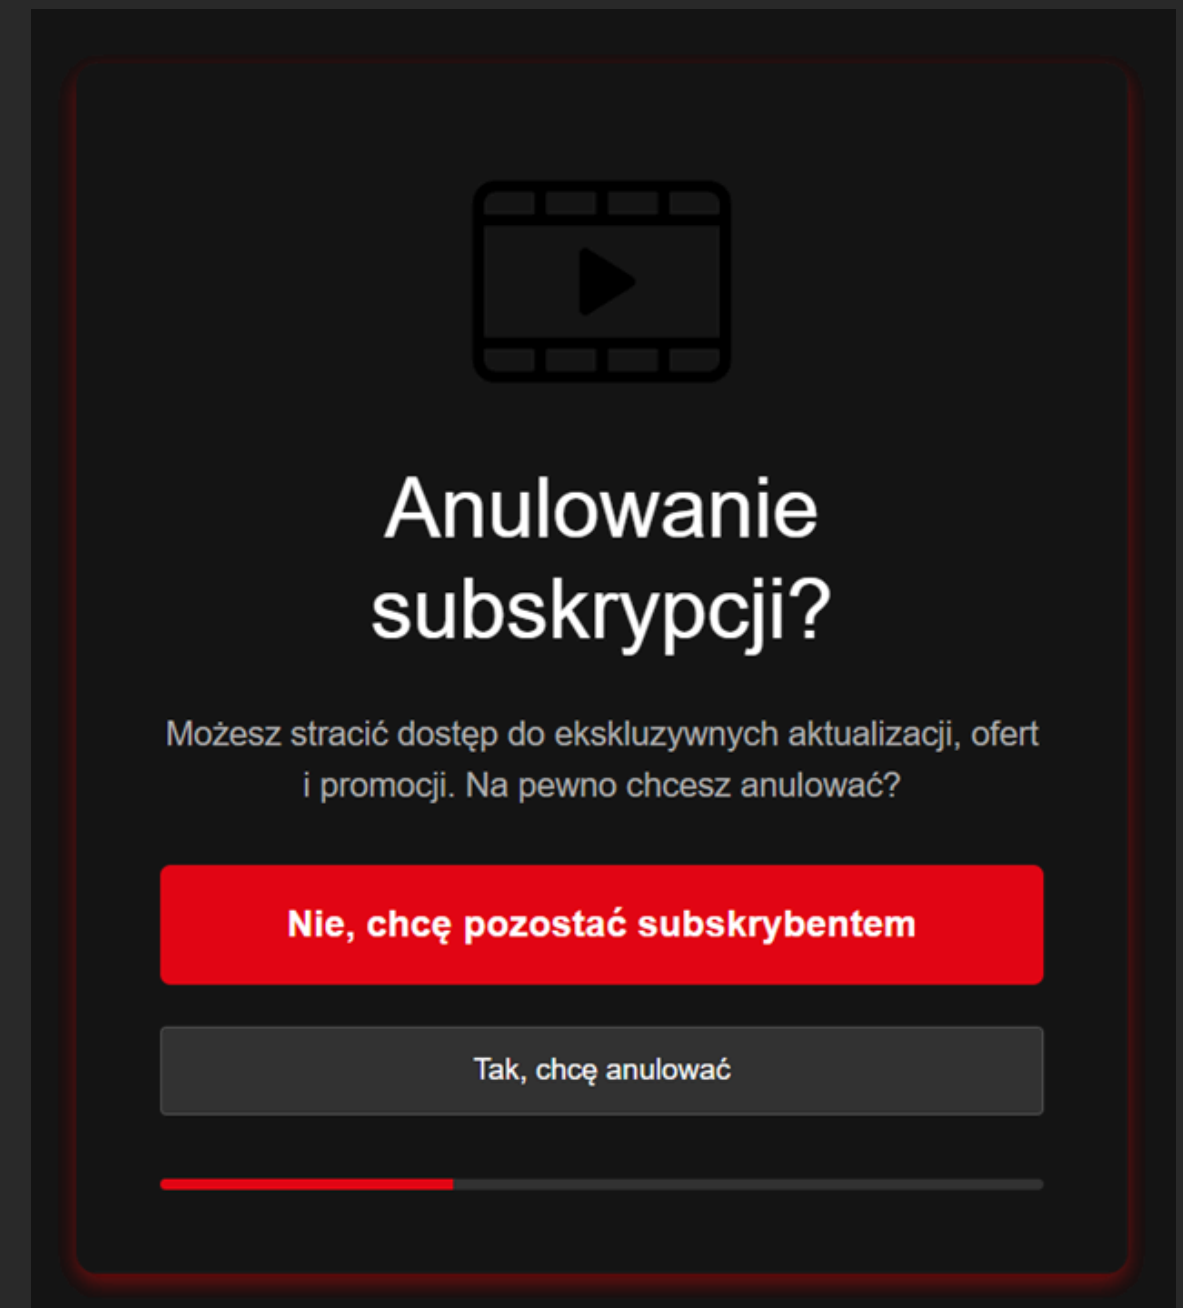 Anulowanie
subskrypcji?
Możesz stracić dostęp do ekskluzywnych aktualizacji, ofert
i promocji. Na pewno chcesz anulować?
Nie, chcę pozostać subskrybentem
Tak, chcę anulować